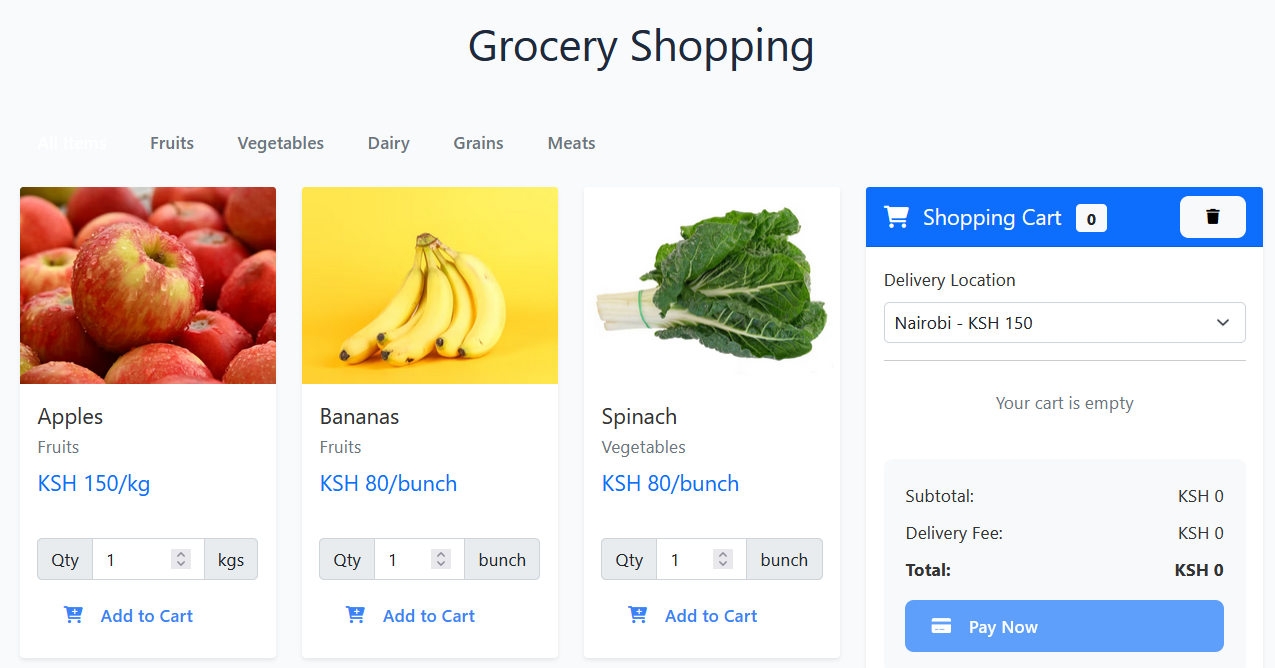 Grocery Shopping
All Items Fruits Vegetables Dairy Grains Meats
Apples
Fruits
KSH 150/kg
Qty 1 kgs
Add to Cart
Bananas
Fruits
KSH 80/bunch
Qty 1 bunch
Add to Cart
Spinach
Vegetables
KSH 80/bunch
Qty 1 bunch
Add to Cart
Shopping Cart 0
Delivery Location
Nairobi - KSH 150
Your cart is empty
Subtotal: KSH 0
Delivery Fee: KSH 0
Total: KSH 0
Pay Now